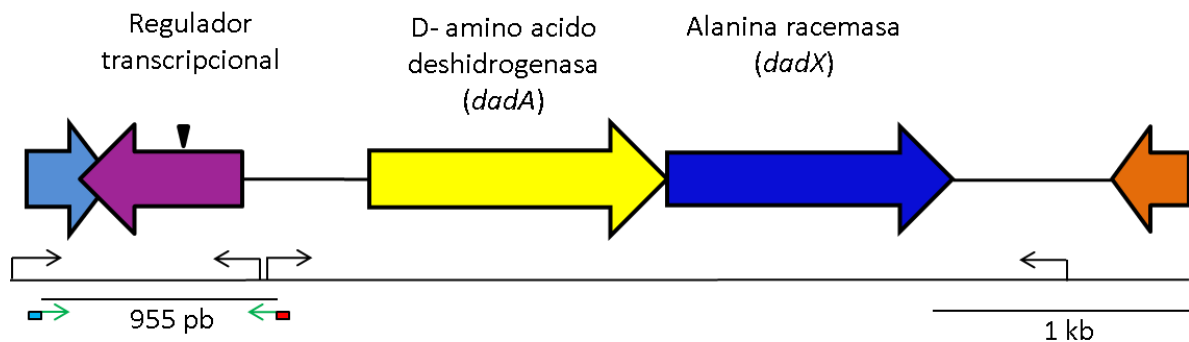 Regulador
transcripcional
D- amino acido
deshidrogenasa
(dadA)
Alanina racemasa
(dadX)
955 pb
1 kb